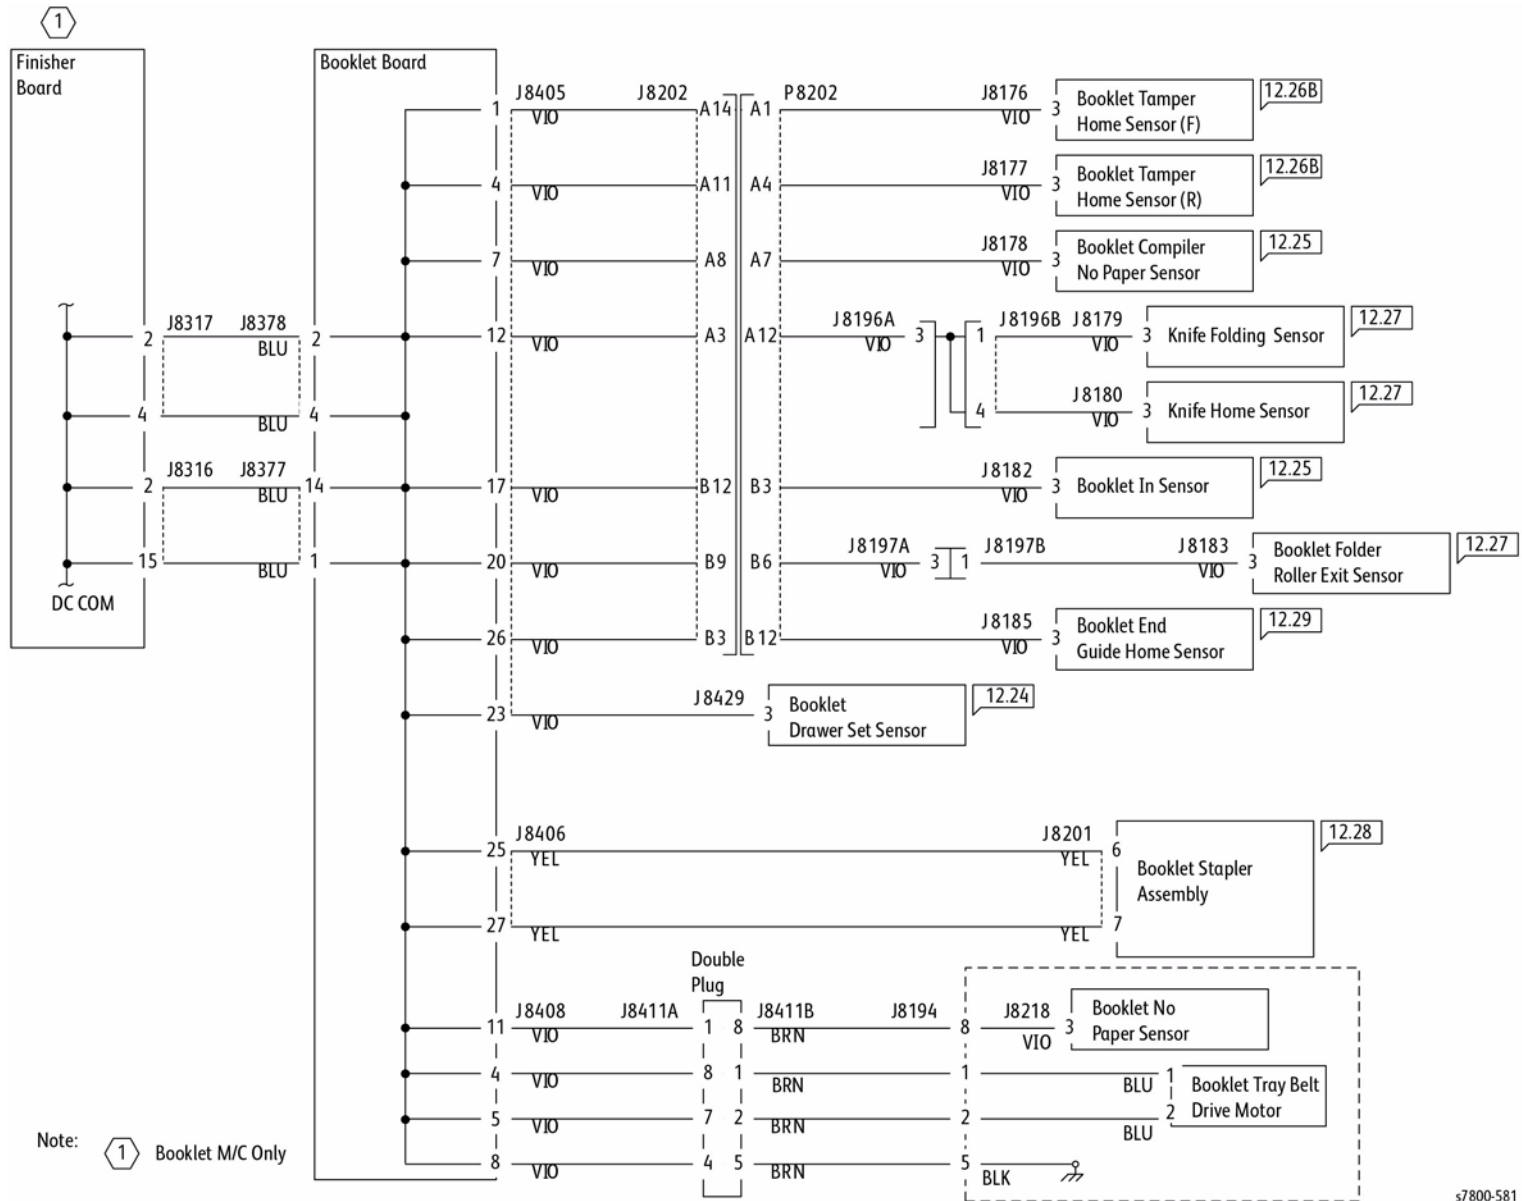 1
Finisher
Board
Booklet Board
1 J8405 VIO J8202 A14 A1 P8202 J8176 VIO 3 Booklet Tamper
Home Sensor (F)
12.26B
4 VIO A11 A4 J8177 VIO 3 Booklet Tamper
Home Sensor (R)
12.26B
7 VIO A8 A7 J8178 VIO 3 Booklet Compiler
No Paper Sensor
12.25
2 J8317 J8378 BLU 2 12 VIO A3 A12 J8196A VIO 3 1 J8196B J8179 VIO 3 Knife Folding Sensor
12.27
4 BLU 4 4 J8180 VIO 3 Knife Home Sensor
12.27
2 J8316 J8377 BLU 14 17 VIO B12 B3 J8182 VIO 3 Booklet In Sensor
12.25
15 BLU 1 20 VIO B9 B6 J8197A VIO 3 1 J8197B J8183 VIO 3 Booklet Folder
Roller Exit Sensor
12.27
DC COM
26 VIO B3 B12 J8185 VIO 3 Booklet End
Guide Home Sensor
12.29
23 VIO J8429 3 Booklet
Drawer Set Sensor
12.24
25 J8406 YEL J8201 YEL 6
Booklet Stapler
Assembly
12.28
27 YEL YEL 7
Double
Plug
11 J8408 VIO J8411A 1 8 J8411B BRN J8194 8 J8218 VIO 3 Booklet No
Paper Sensor
4 VIO 8 1 BRN 1 BLU 1 Booklet Tray Belt
Drive Motor
5 VIO 7 2 BRN 2 BLU 2
8 VIO 4 5 BRN 5 BLK
Note: 1 Booklet M/C Only
s7800-581